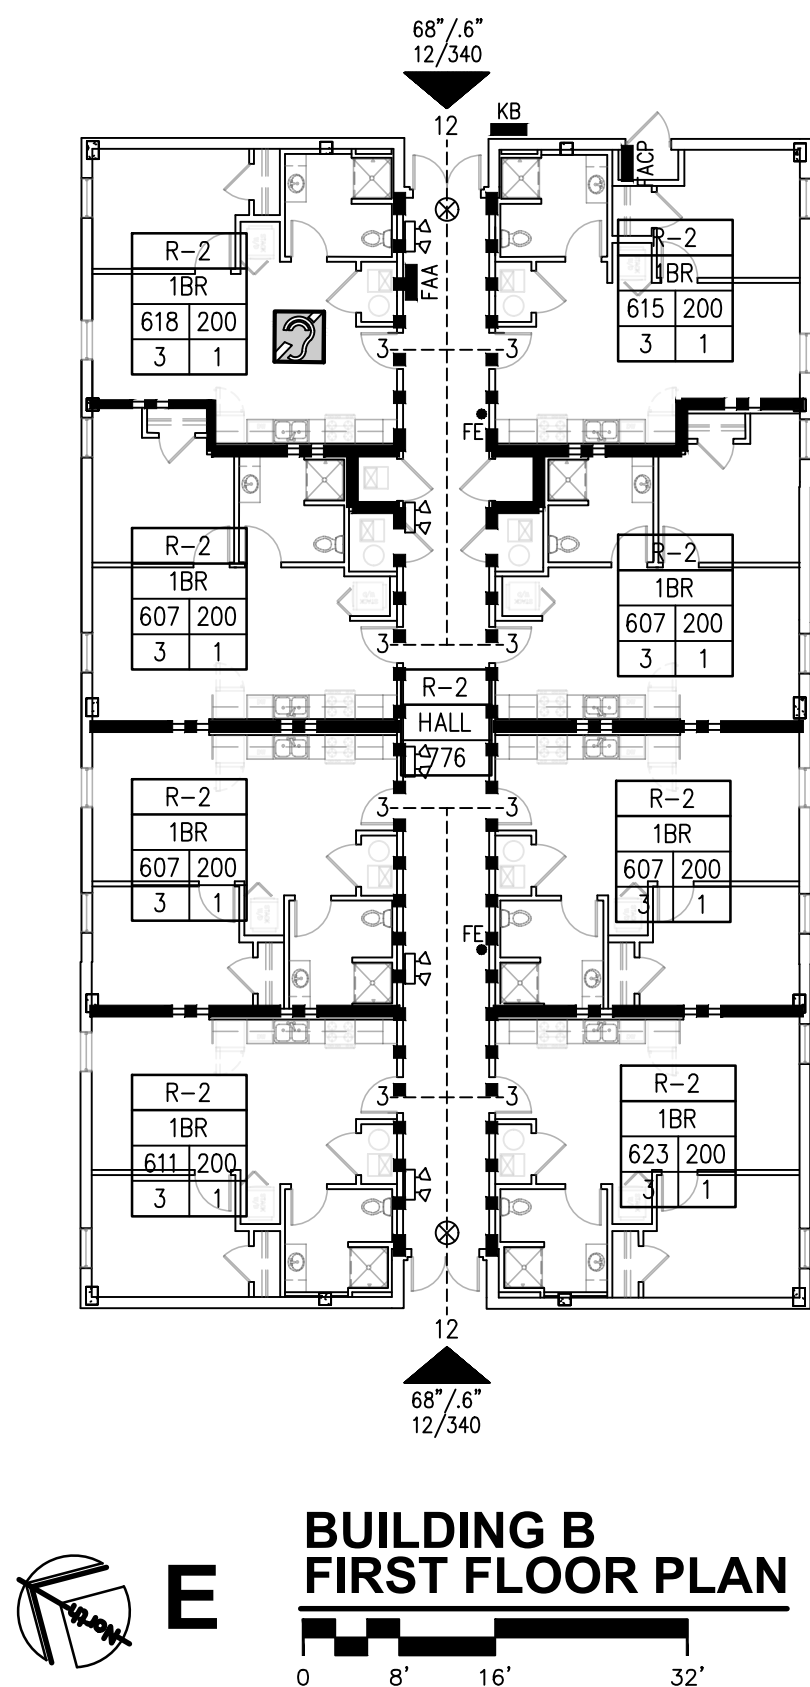 68"/.6"
12/340
12
KB
FACP
R-2
1BR
618 200
3 1
FAA
R-2
1BR
615 200
3 1
3 3
FE
R-2
1BR
607 200
3 1
R-2
1BR
607 200
3 1
3 3
R-2
HALL
776
R-2
1BR
607 200
3 1
R-2
1BR
607 200
3 1
3 3
FE
R-2
1BR
611 200
3 1
R-2
1BR
623 200
3 1
3 3
12
68"/.6"
12/340
North
E
BUILDING B
FIRST FLOOR PLAN
0 8' 16' 32'